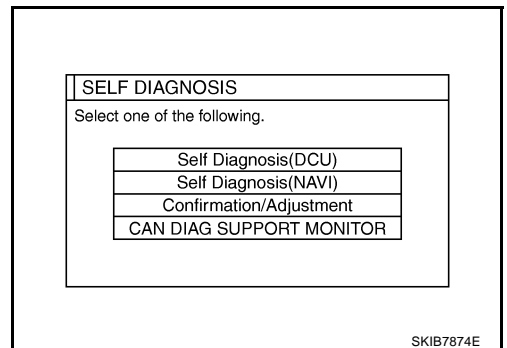 SELF DIAGNOSIS
Select one of the following.
Self Diagnosis(DCU)
Self Diagnosis(NAVI)
Confirmation/Adjustment
CAN DIAG SUPPORT MONITOR
SKIB7874E